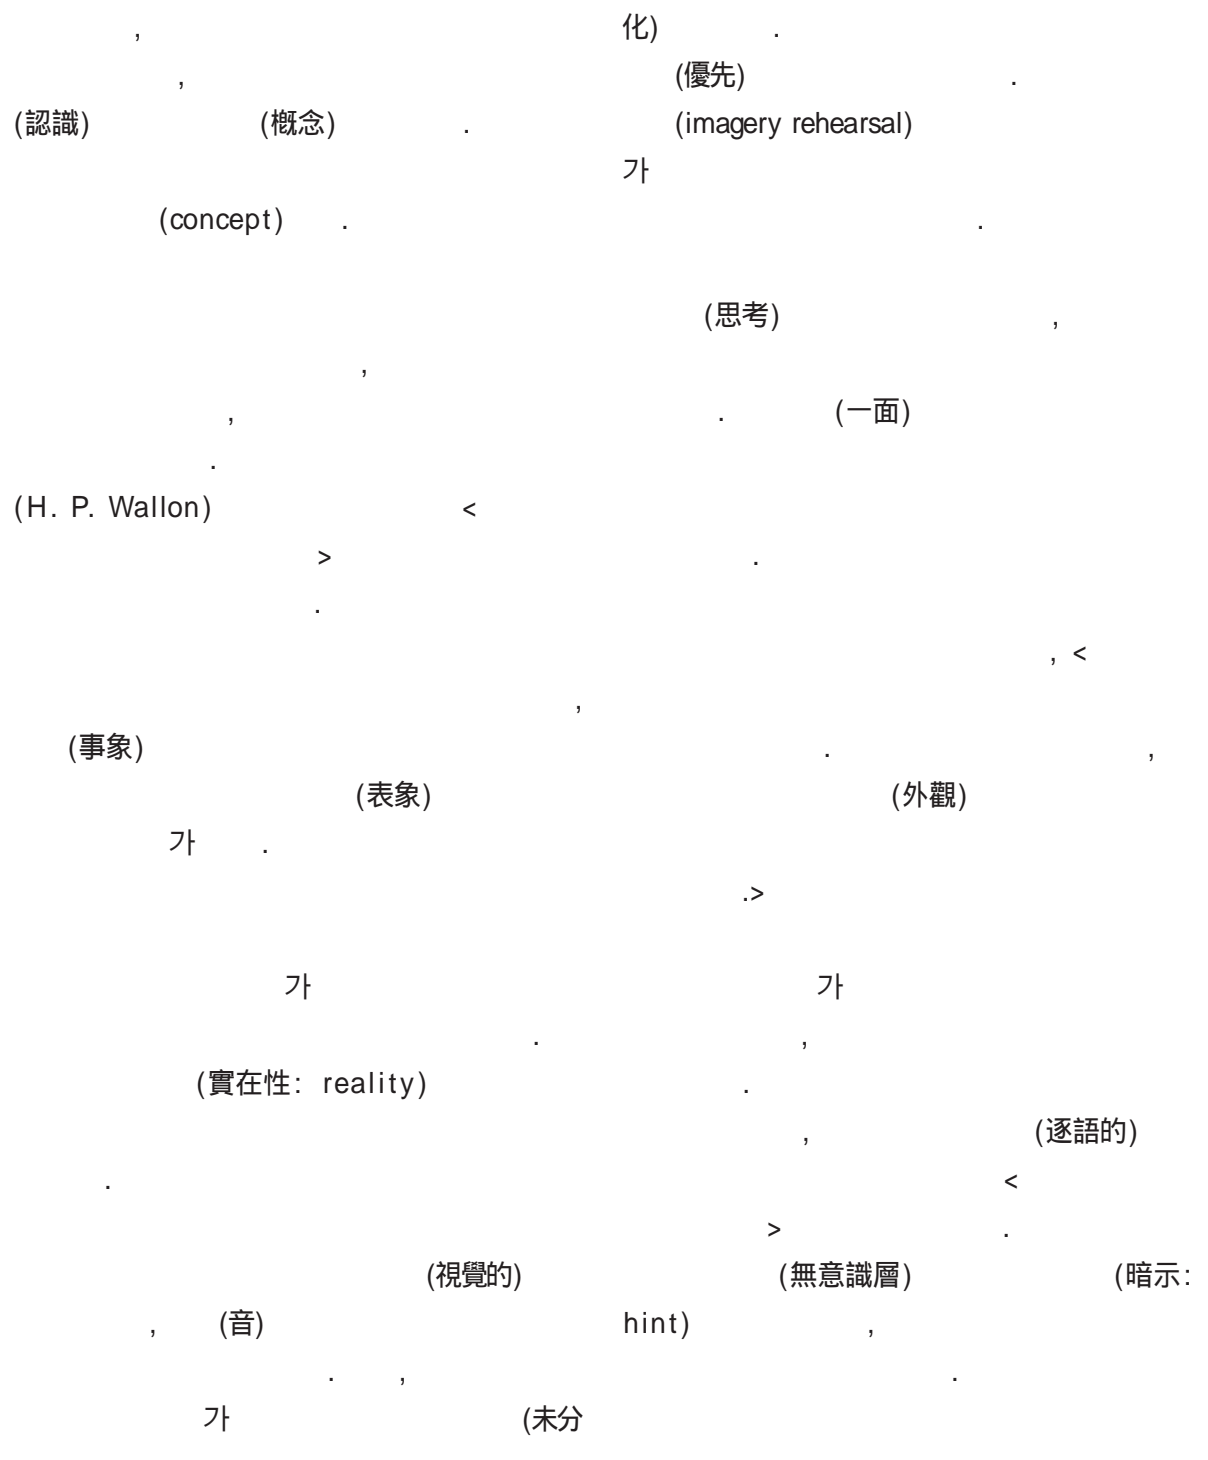 ,
,
(認識) (槪念) .
(concept) .
,
,
.
(H. P. Wallon) <
>
.
,
(事象)
(表象)
가 .
가
.
(實在性: reality)
.
(視覺的)
, (音)
. ,
가 (未分
化) .
(優先) .
(imagery rehearsal)
가
.
(思考) ,
. (一面)
.
, <
. ,
(外觀)
.>
가
,
.
, (逐語的)
<
> .
(無意識層) (暗示:
hint) ,
.